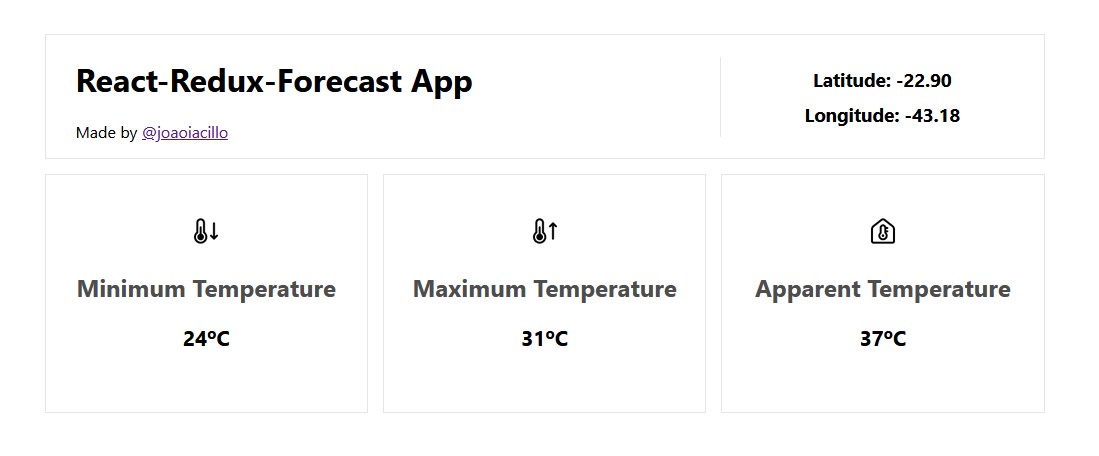 React-Redux-Forecast App
Made by @joaoiacillo
Latitude: -22.90
Longitude: -43.18
Minimum Temperature
24ºC
Maximum Temperature
31ºC
Apparent Temperature
37ºC